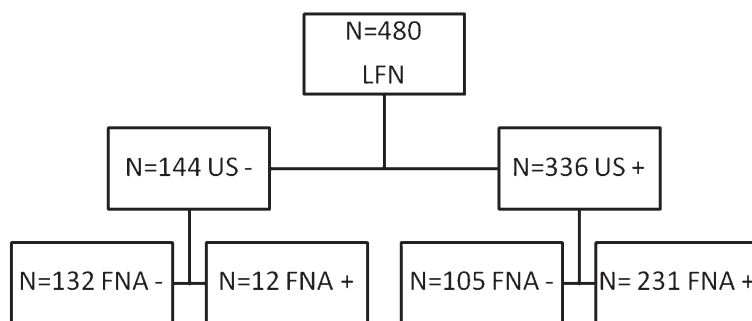 N=480
LFN
N=144 US -
N=336 US +
N=132 FNA -
N=12 FNA +
N=105 FNA -
N= 231 FNA +